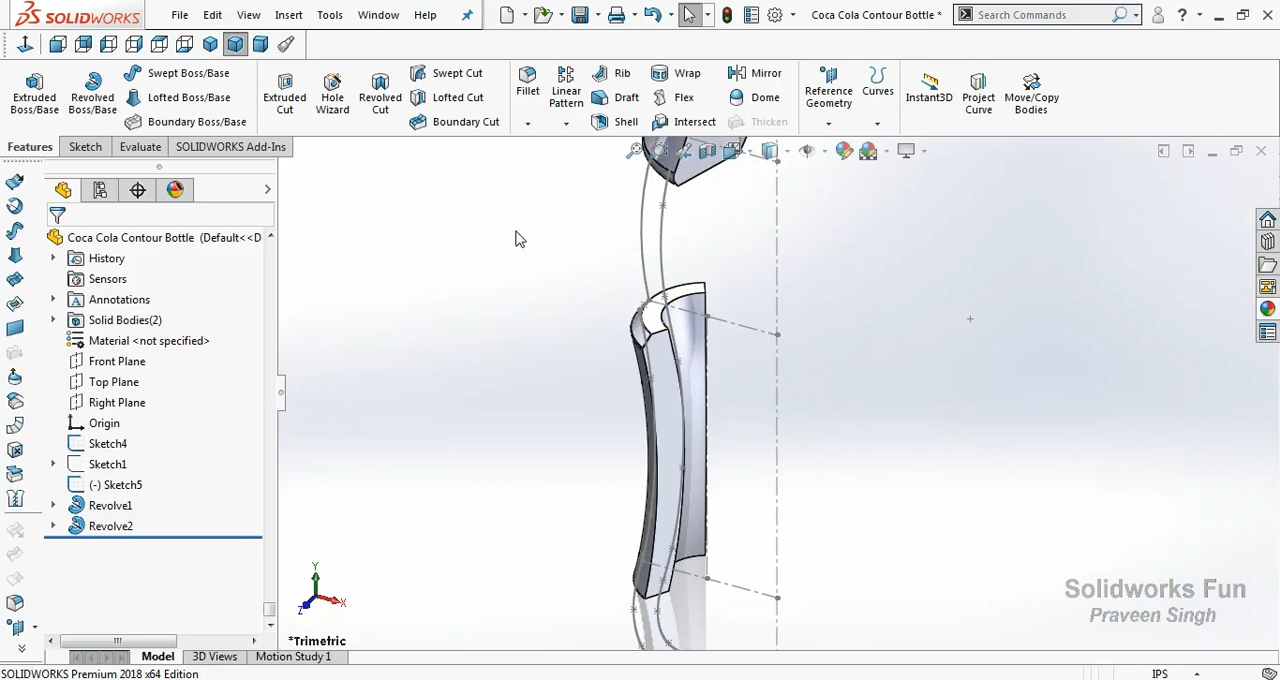 SOLIDWORKS File Edit View Insert Tools Window Help Coca Cola Contour Bottle * Search Commands ?
Extruded Boss/Base Revolved Boss/Base Swept Boss/Base Lofted Boss/Base Boundary Boss/Base Extruded Cut Hole Wizard Revolved Cut Swept Cut Lofted Cut Boundary Cut Fillet Linear Pattern Rib Draft Shell Wrap Flex Intersect Mirror Dome Thicken Reference Geometry Curves Instant3D Project Curve Move/Copy Bodies
Features Sketch Evaluate SOLIDWORKS Add-Ins
Coca Cola Contour Bottle (Default<<D
History
Sensors
Annotations
Solid Bodies(2)
Material <not specified>
Front Plane
Top Plane
Right Plane
Origin
Sketch4
Sketch1
(-) Sketch5
Revolve1
Revolve2
Y
Z X
*Trimetric
Solidworks Fun
Praveen Singh
Model 3D Views Motion Study 1
SOLIDWORKS Premium 2018 x64 Edition IPS